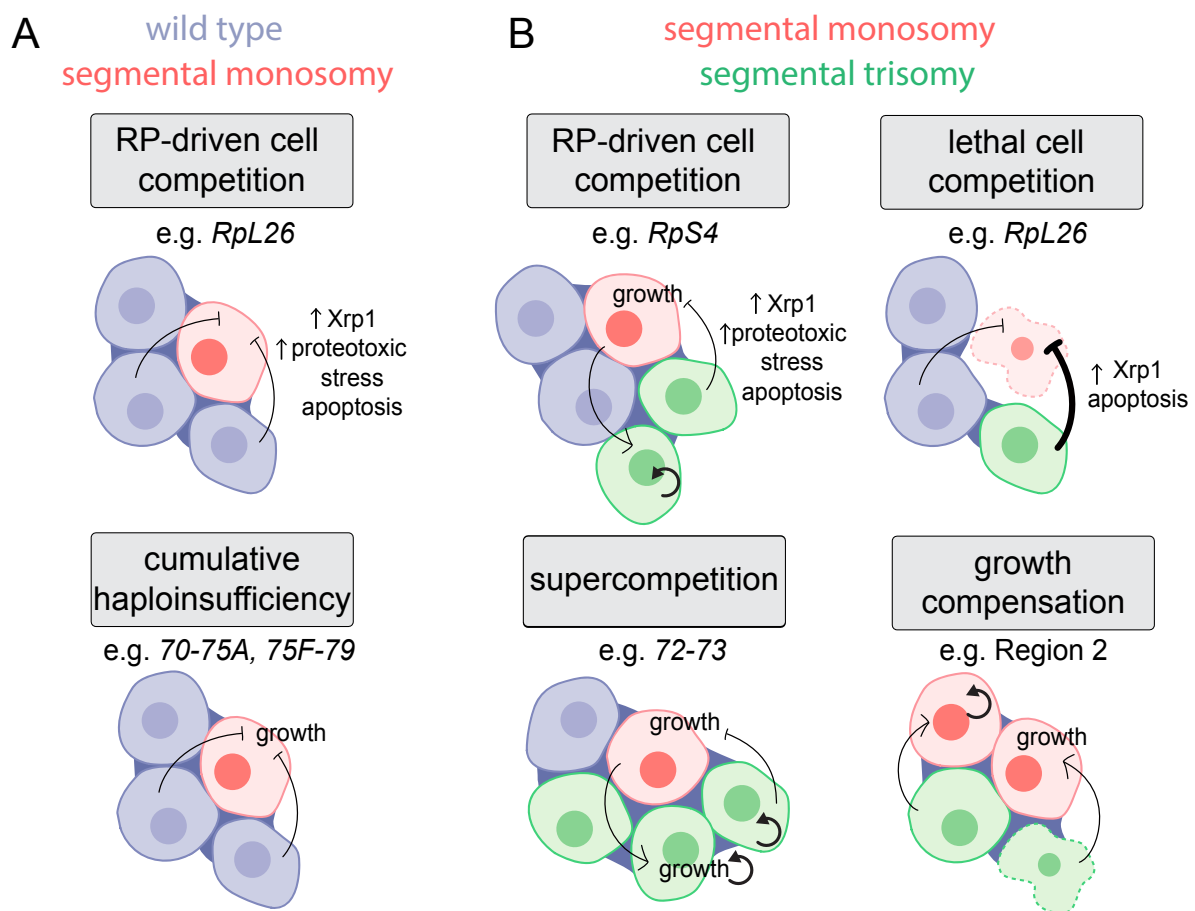 A
wild type
segmental monosomy
RP-driven cell
competition
e.g. RpL26
↑ Xrp1
↑ proteotoxic
stress
apoptosis
cumulative
haploinsufficiency
e.g. 70-75A, 75F-79
growth
B
segmental monosomy
segmental trisomy
RP-driven cell
competition
e.g. RpS4
growth
↑ Xrp1
↑proteotoxic
stress
apoptosis
lethal cell
competition
e.g. RpL26
↑ Xrp1
apoptosis
supercompetition
e.g. 72-73
growth
growth
growth
compensation
e.g. Region 2
growth